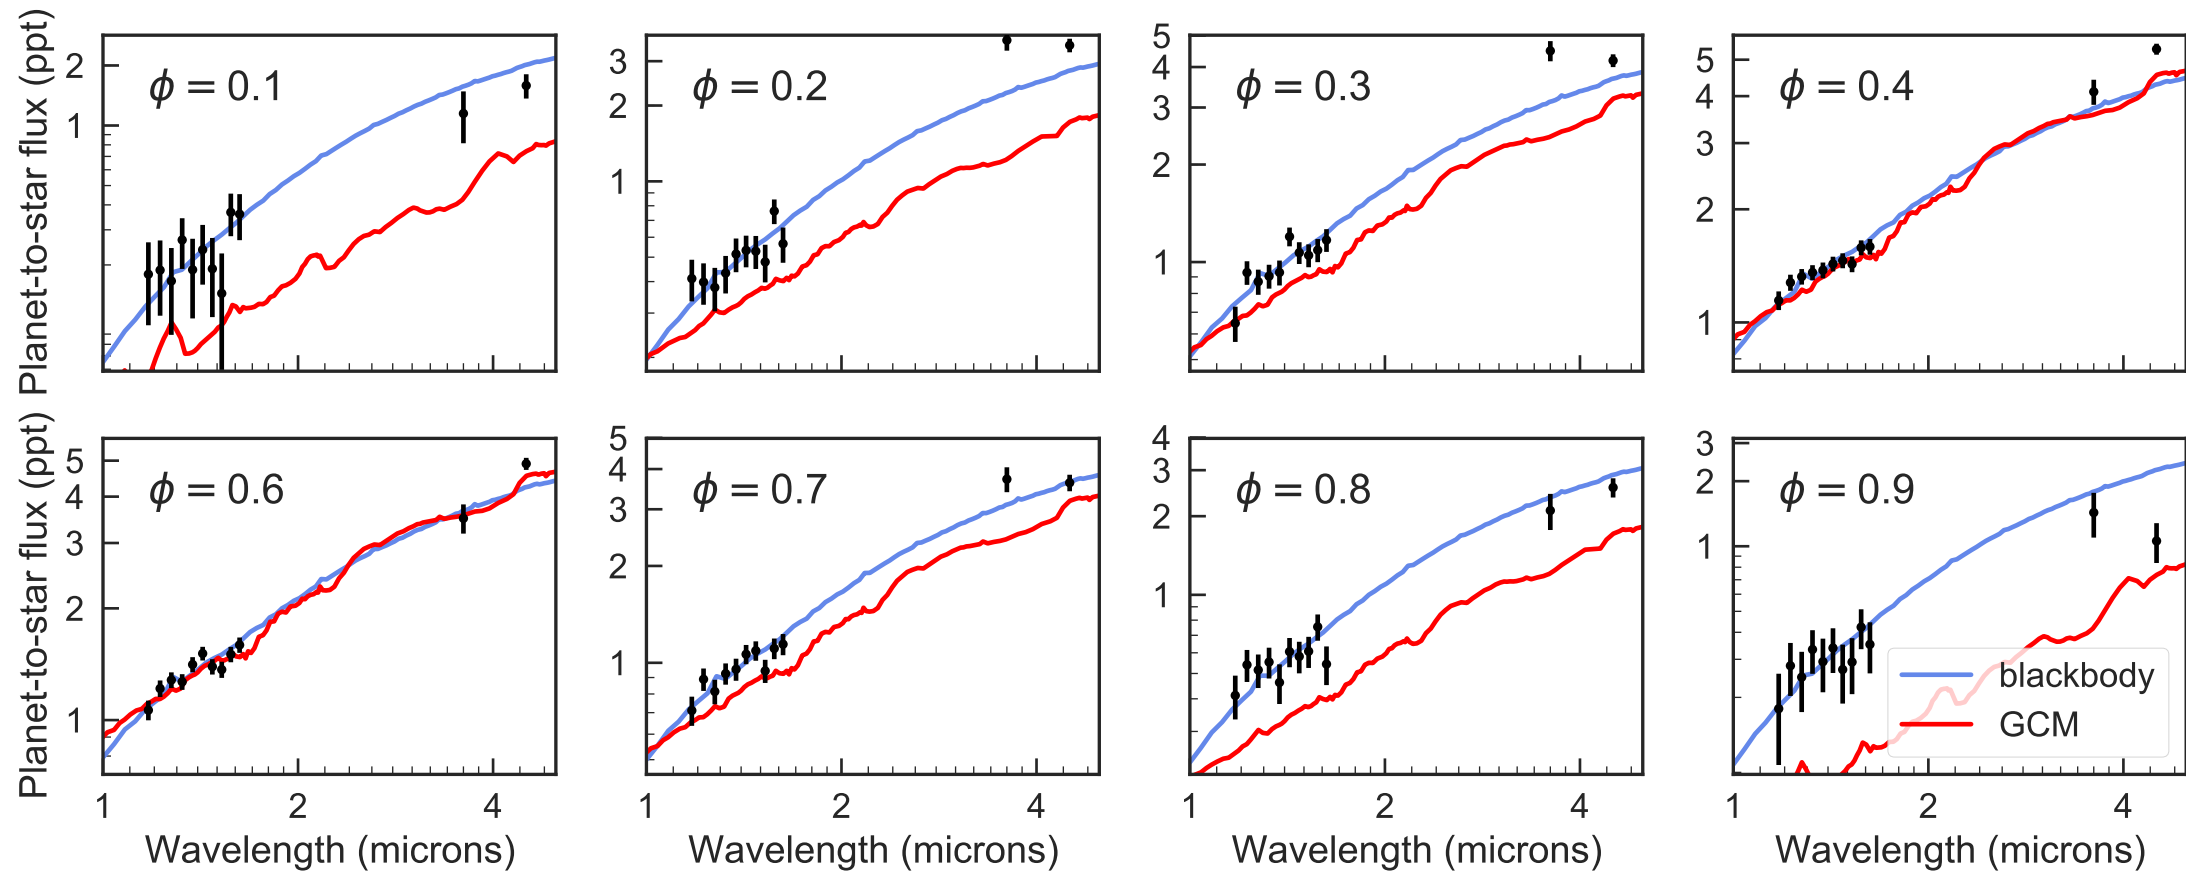 Planet-to-star flux (ppt)
2
1
ϕ = 0.1
3
2
1
ϕ = 0.2
5
4
3
2
1
ϕ = 0.3
5
4
3
2
1
ϕ = 0.4
Planet-to-star flux (ppt)
5
4
3
2
1
ϕ = 0.6
1 2 4
Wavelength (microns)
5
4
3
2
1
ϕ = 0.7
1 2 4
Wavelength (microns)
4
3
2
1
ϕ = 0.8
1 2 4
Wavelength (microns)
3
2
1
ϕ = 0.9
blackbody
GCM
1 2 4
Wavelength (microns)